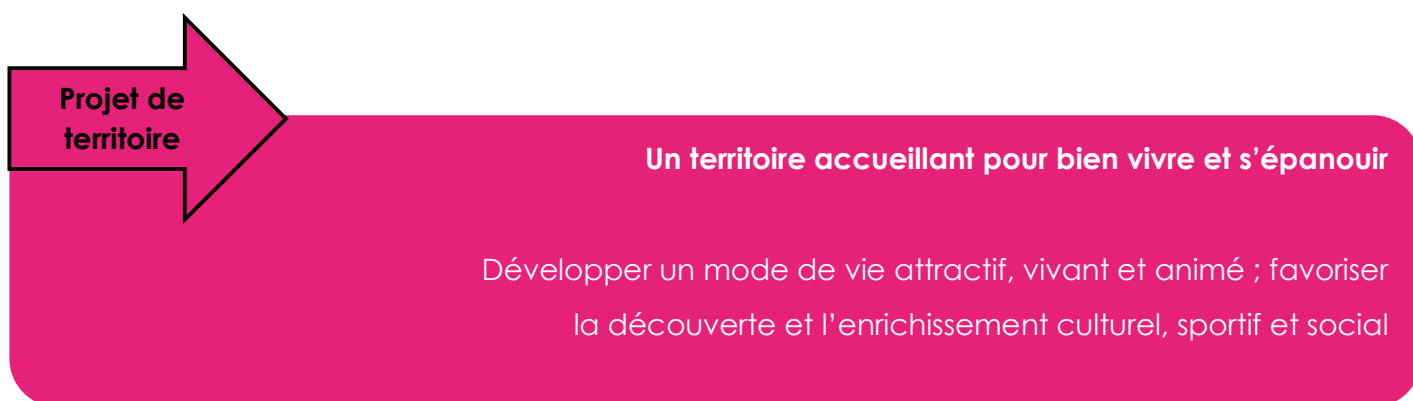 Projet de
territoire
Un territoire accueillant pour bien vivre et s’épanouir
Développer un mode de vie attractif, vivant et animé ; favoriser
la découverte et l’enrichissement culturel, sportif et social